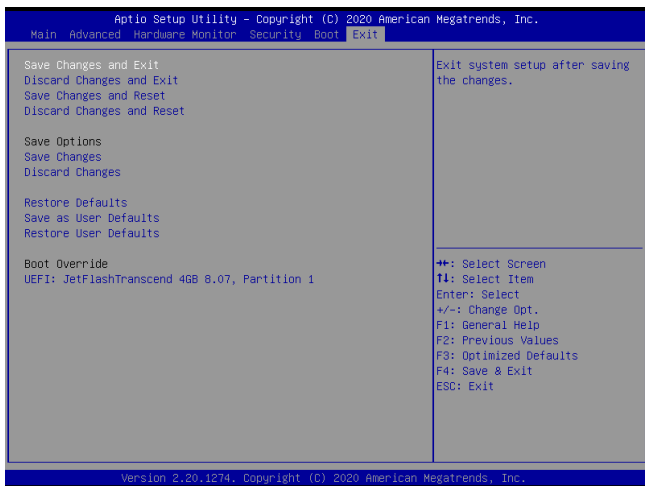 Aptio Setup Utility – Copyright (C) 2020 American Megatrends, Inc.
Main Advanced Hardware Monitor Security Boot Exit
Save Changes and Exit
Discard Changes and Exit
Save Changes and Reset
Discard Changes and Reset
Save Options
Save Changes
Discard Changes
Restore Defaults
Save as User Defaults
Restore User Defaults
Boot Override
UEFI: JetFlashTranscend 4GB 8.07, Partition 1
Exit system setup after saving
the changes.
→←: Select Screen
↑↓: Select Item
Enter: Select
+/-: Change Opt.
F1: General Help
F2: Previous Values
F3: Optimized Defaults
F4: Save & Exit
ESC: Exit
Version 2.20.1274. Copyright (C) 2020 American Megatrends, Inc.